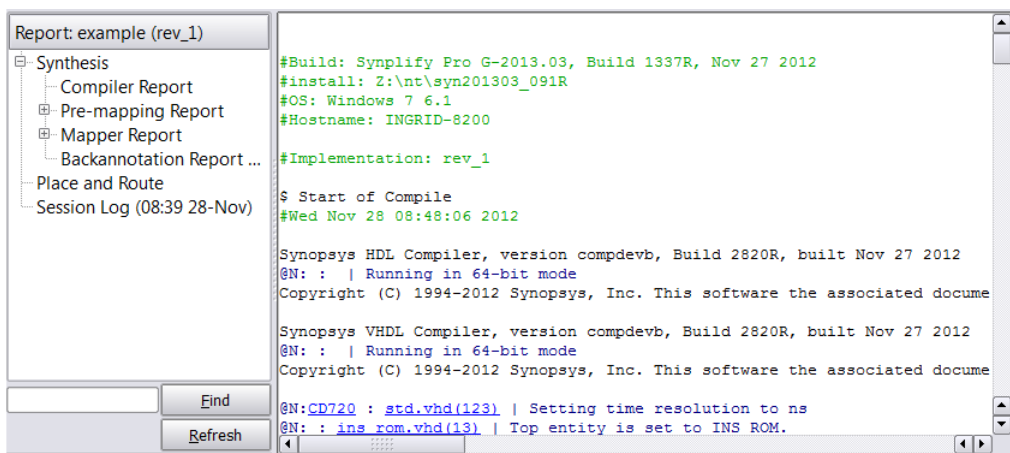 Report: example (rev_1)
Synthesis
Compiler Report
Pre-mapping Report
Mapper Report
Backannotation Report ...
Place and Route
Session Log (08:39 28-Nov)
Find
Refresh
#Build: Synplify Pro G-2013.03, Build 1337R, Nov 27 2012
#install: Z:\nt\syn201303_091R
#OS: Windows 7 6.1
#Hostname: INGRID-8200
#Implementation: rev_1
$ Start of Compile
#Wed Nov 28 08:48:06 2012
Synopsys HDL Compiler, version compdevb, Build 2820R, built Nov 27 2012
@N: :  | Running in 64-bit mode
Copyright (C) 1994-2012 Synopsys, Inc. This software the associated docume
Synopsys VHDL Compiler, version compdevb, Build 2820R, built Nov 27 2012
@N: :  | Running in 64-bit mode
Copyright (C) 1994-2012 Synopsys, Inc. This software the associated docume
@N:CD720 : std.vhd(123) | Setting time resolution to ns
@N: : ins_rom.vhd(13) | Top entity is set to INS_ROM.